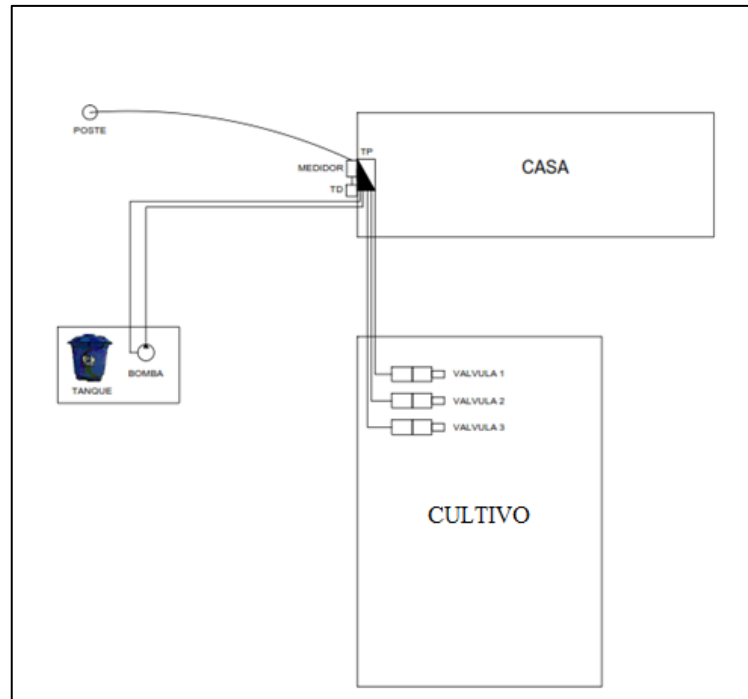 POSTE
TP
MEDIDOR
CASA
TD
TANQUE
BOMBA
VALVULA 1
VALVULA 2
VALVULA 3
CULTIVO